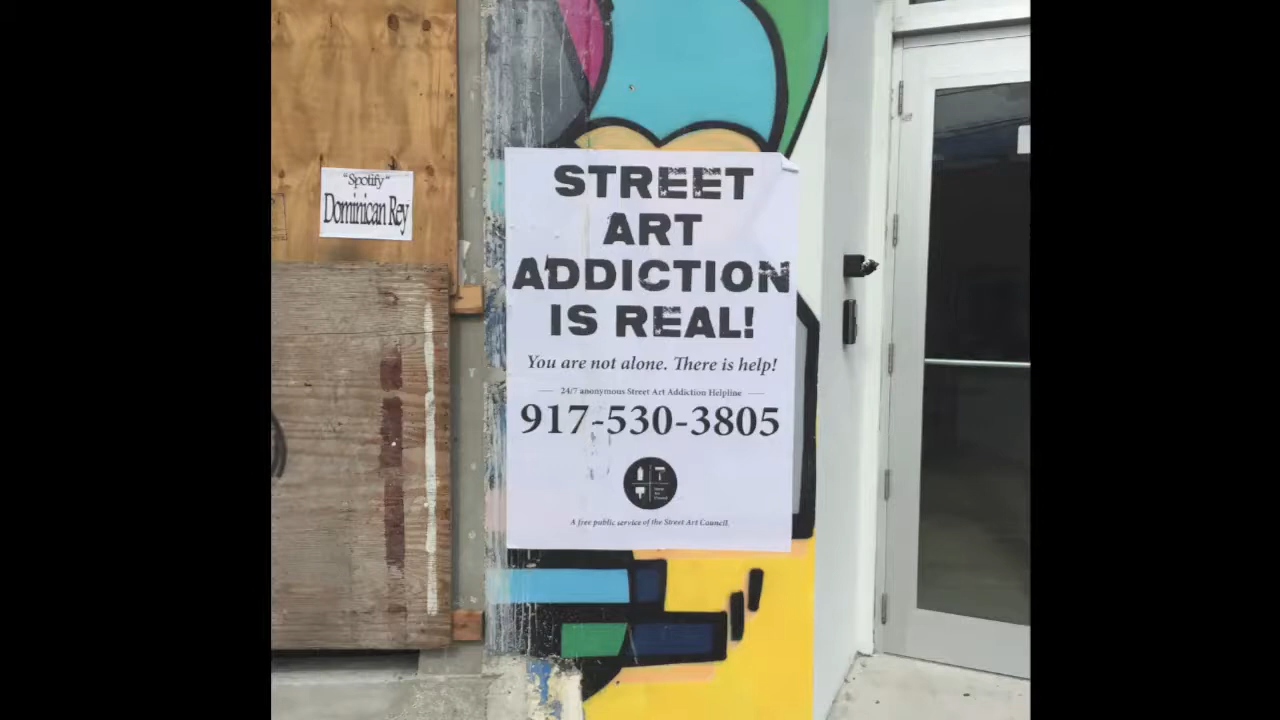 "Spotify"
Dominican Rey
STREET
ART
ADDICTION
IS REAL!
You are not alone. There is help!
24/7 anonymous Street Art Addiction Helpline
917-530-3805
A free public service of the Street Art Council.